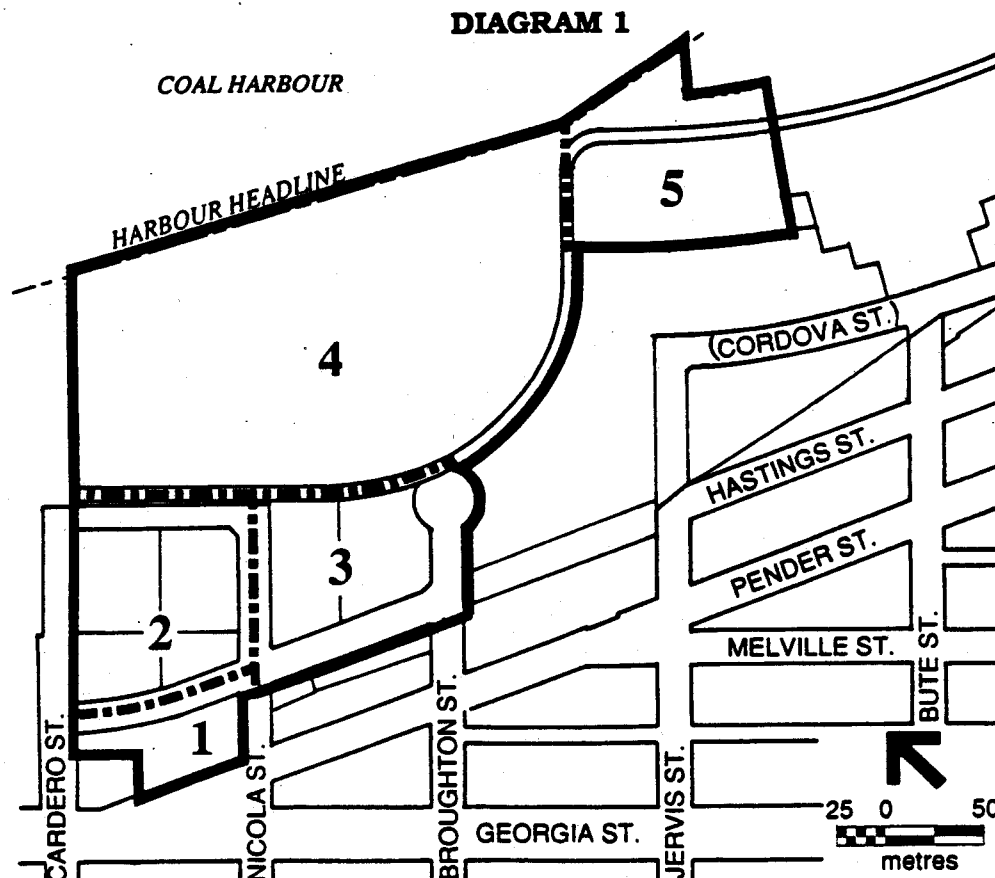 DIAGRAM 1
COAL HARBOUR
HARBOUR HEADLINE
5
4
(CORDOVA ST.)
HASTINGS ST.
3
PENDER ST.
2
MELVILLE ST.
BUTE ST.
1
CARDERO ST.
NICOLA ST.
BROUGHTON ST.
JERVIS ST.
GEORGIA ST.
25 0 50
metres